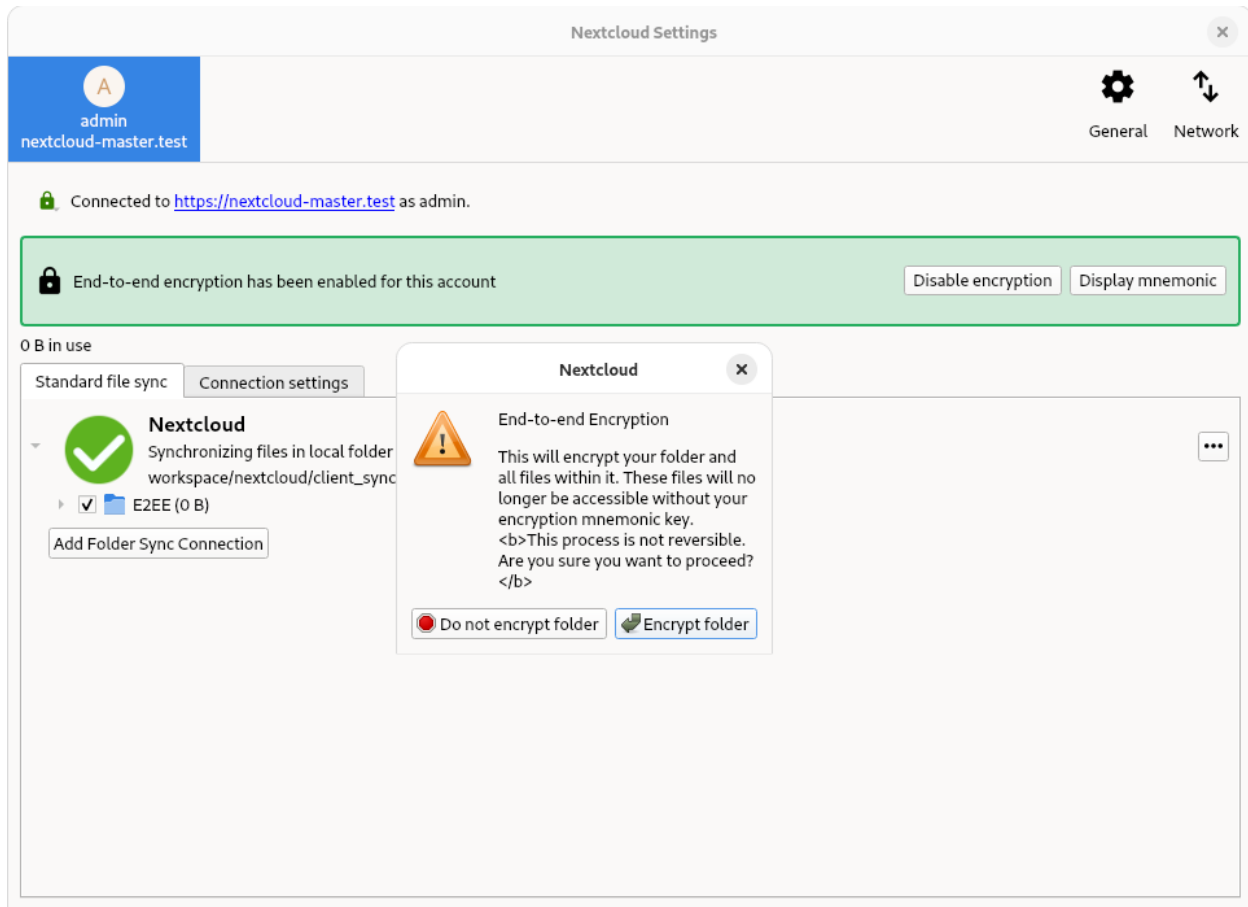 Nextcloud Settings
A
admin
nextcloud-master.test
General
Network
Connected to https://nextcloud-master.test as admin.
End-to-end encryption has been enabled for this account
Disable encryption
Display mnemonic
0 B in use
Standard file sync
Connection settings
Nextcloud
Synchronizing files in local folder
workspace/nextcloud/client_sync
E2EE (0 B)
Add Folder Sync Connection
Nextcloud
End-to-end Encryption
This will encrypt your folder and
all files within it. These files will no
longer be accessible without your
encryption mnemonic key.
<b>This process is not reversible.
Are you sure you want to proceed?
</b>
Do not encrypt folder
Encrypt folder